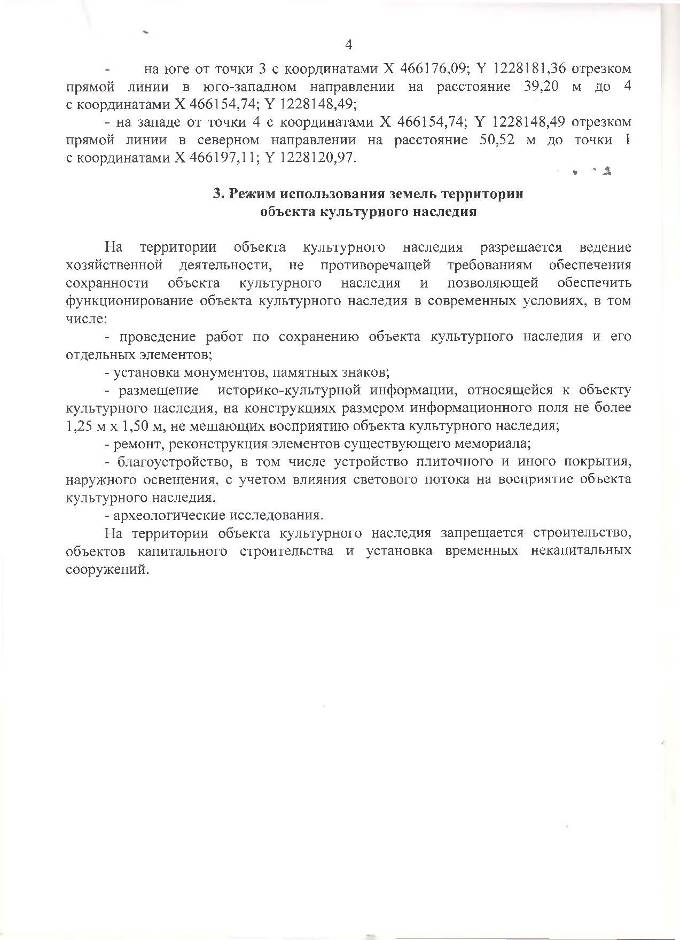 4
- на юге от точки 3 с координатами X 466176,09; Y 1228181,36 отрезком
прямой линии в юго-западном направлении на расстояние 39,20 м до 4
с координатами X 466154,74; Y 1228148,49;
- на западе от точки 4 с координатами X 466154,74; Y 1228148,49 отрезком
прямой линии в северном направлении на расстояние 50,52 м до точки 1
с координатами X 466197,11; Y 1228120,97.
3. Режим использования земель территории
объекта культурного наследия
На территории объекта культурного наследия разрешается ведение
хозяйственной деятельности, не противоречащей требованиям обеспечения
сохранности объекта культурного наследия и позволяющей обеспечить
функционирование объекта культурного наследия в современных условиях, в том
числе:
- проведение работ по сохранению объекта культурного наследия и его
отдельных элементов;
- установка монументов, памятных знаков;
- размещение историко-культурной информации, относящейся к объекту
культурного наследия, на конструкциях размером информационного поля не более
1,25 м х 1,50 м, не мешающих восприятию объекта культурного наследия;
- ремонт, реконструкция элементов существующего мемориала;
- благоустройство, в том числе устройство плиточного и иного покрытия,
наружного освещения, с учетом влияния светового потока на восприятие объекта
культурного наследия.
- археологические исследования.
На территории объекта культурного наследия запрещается строительство,
объектов капитального строительства и установка временных некапитальных
сооружений.